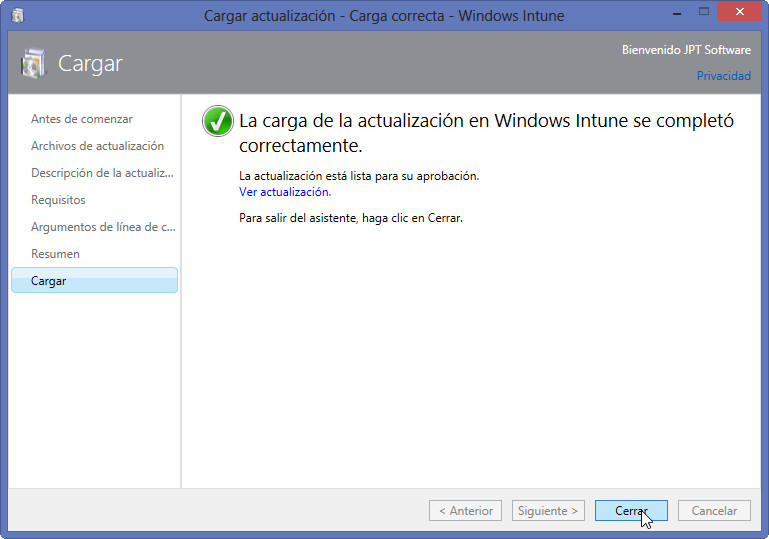 Cargar actualización - Carga correcta - Windows Intune
Bienvenido JPT Software
Cargar
Privacidad
Antes de comenzar
Archivos de actualización
Descripción de la actualiz...
Requisitos
Argumentos de línea de c...
Resumen
Cargar
La carga de la actualización en Windows Intune se completó
correctamente.
La actualización está lista para su aprobación.
Ver actualización.
Para salir del asistente, haga clic en Cerrar.
< Anterior
Siguiente >
Cerrar
Cancelar